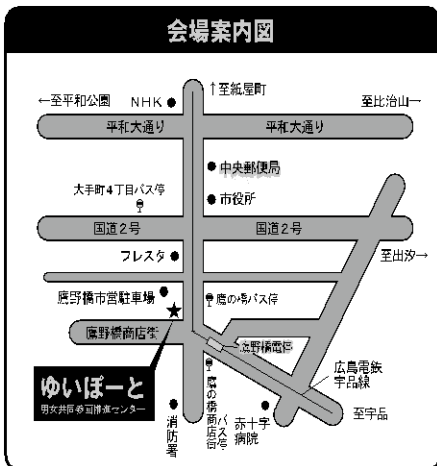 会場案内図
↑至紙屋町
←至平和公園
NHK
至比治山→
平和大通り
平和大通り
中央郵便局
大手町4丁目バス停
市役所
国道2号
国道2号
フレスタ
至出汐→
鷹野橋市営駐車場
鷹の橋バス停
鷹野橋商店街
鷹野橋電停
広島電鉄
宇品線
ゆいぽーと
男女共同参画推進センター
鷹の橋商店街
バス停
消防署
赤十字
病院
至宇品